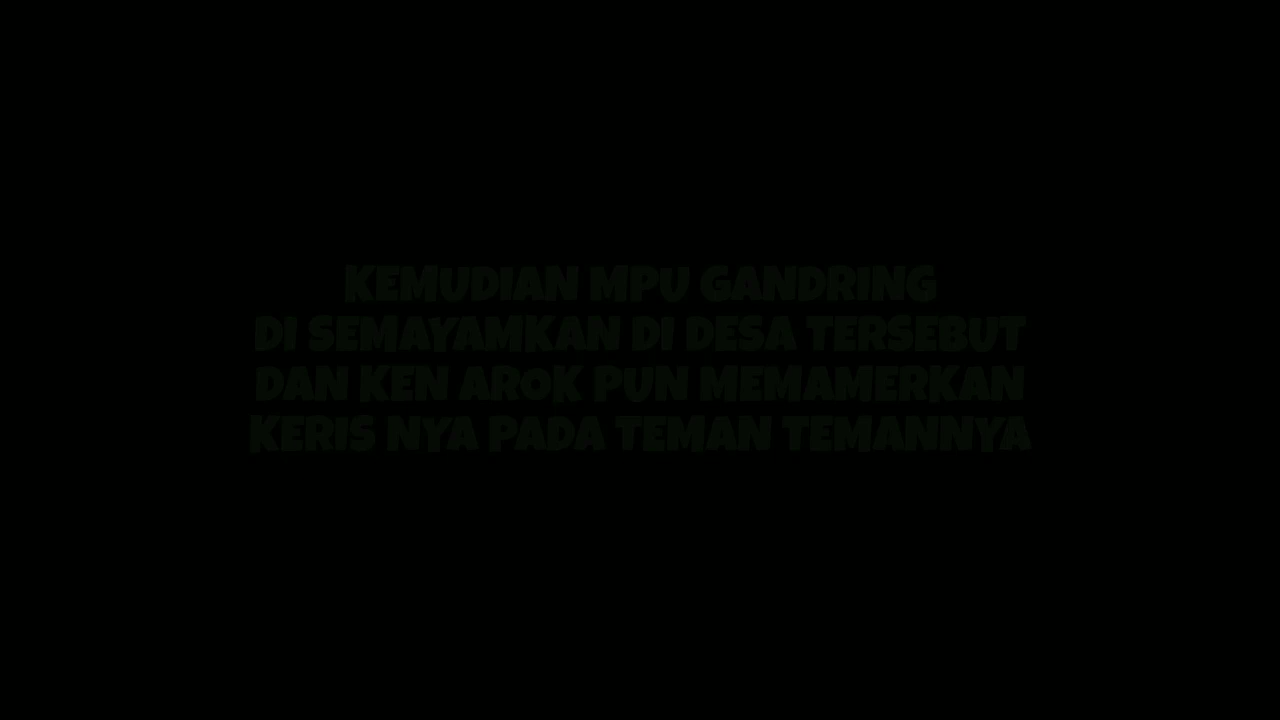 KEMUDIAN MPU GANDRING
DI SEMAYAMKAN DI DESA TERSEBUT
DAN KEN AROK PUN MEMAMERKAN
KERIS NYA PADA TEMAN TEMANNYA